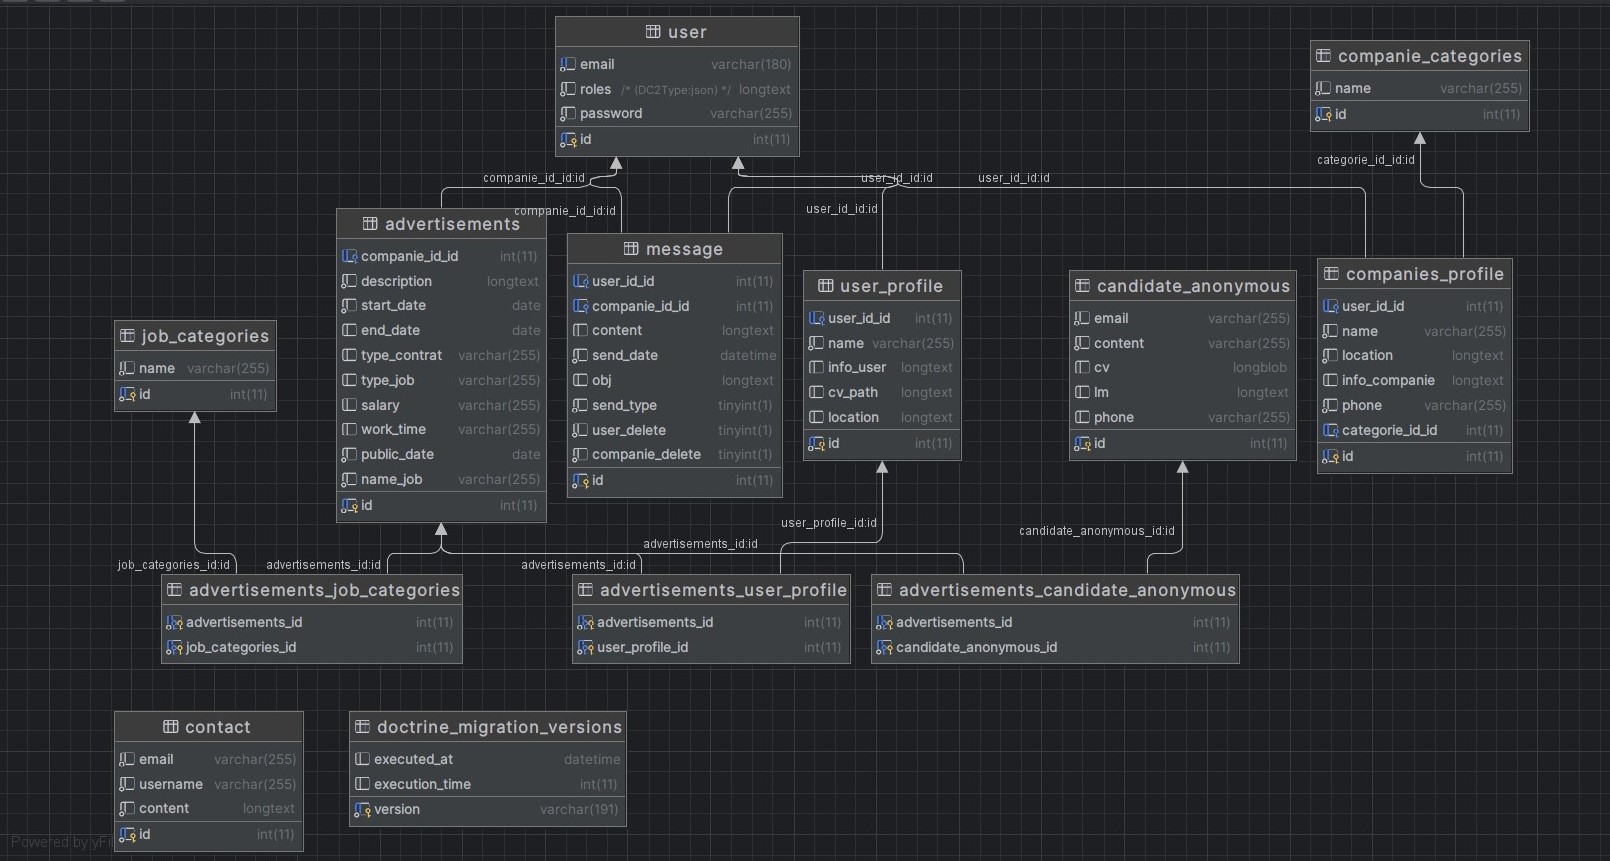 user
email varchar(180)
roles /* (DC2Type:json) */ longtext
password varchar(255)
id int(11)
companie_categories
name varchar(255)
id int(11)
categorie_id_id:id
companie_id_id:id
user_id_id:id
user_id_id:id
companie_id_id:id
user_id_id:id
advertisements
companie_id_id int(11)
description longtext
start_date date
end_date date
type_contrat varchar(255)
type_job varchar(255)
salary varchar(255)
work_time varchar(255)
public_date date
name_job varchar(255)
id int(11)
message
user_id_id int(11)
companie_id_id int(11)
content longtext
send_date datetime
obj longtext
send_type tinyint(1)
user_delete tinyint(1)
companie_delete tinyint(1)
id int(11)
user_profile
user_id_id int(11)
name varchar(255)
info_user longtext
cv_path longtext
location longtext
id int(11)
candidate_anonymous
email varchar(255)
content varchar(255)
cv longblob
lm longtext
phone varchar(255)
id int(11)
companies_profile
user_id_id int(11)
name varchar(255)
location longtext
info_companie longtext
phone varchar(255)
categorie_id_id int(11)
id int(11)
job_categories
name varchar(255)
id int(11)
user_profile_id:id
candidate_anonymous_id:id
advertisements_id:id
job_categories_id:id
advertisements_id:id
advertisements_id:id
advertisements_job_categories
advertisements_id int(11)
job_categories_id int(11)
advertisements_user_profile
advertisements_id int(11)
user_profile_id int(11)
advertisements_candidate_anonymous
advertisements_id int(11)
candidate_anonymous_id int(11)
contact
email varchar(255)
username varchar(255)
content longtext
id int(11)
doctrine_migration_versions
executed_at datetime
execution_time int(11)
version varchar(191)
Powered by yFi